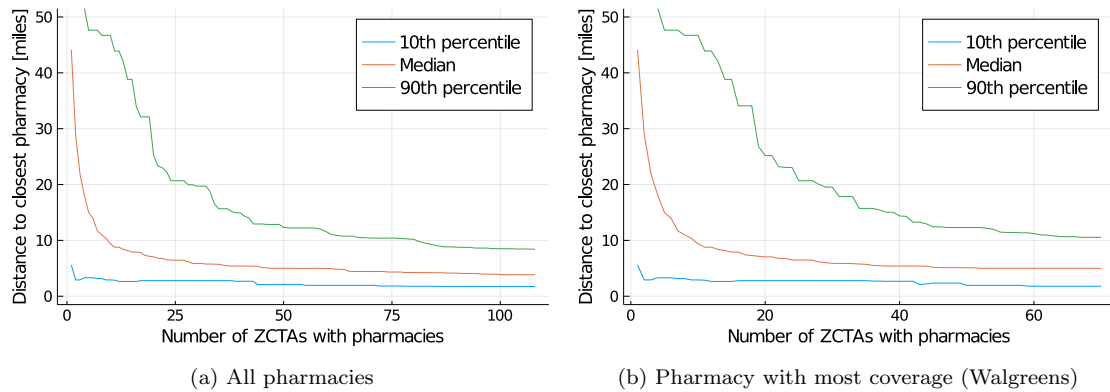 Distance to closest pharmacy [miles]
50
40
30
20
10
0
10th percentile
Median
90th percentile
0 25 50 75 100
Number of ZCTAs with pharmacies
(a) All pharmacies
Distance to closest pharmacy [miles]
50
40
30
20
10
0
10th percentile
Median
90th percentile
0 20 40 60
Number of ZCTAs with pharmacies
(b) Pharmacy with most coverage (Walgreens)